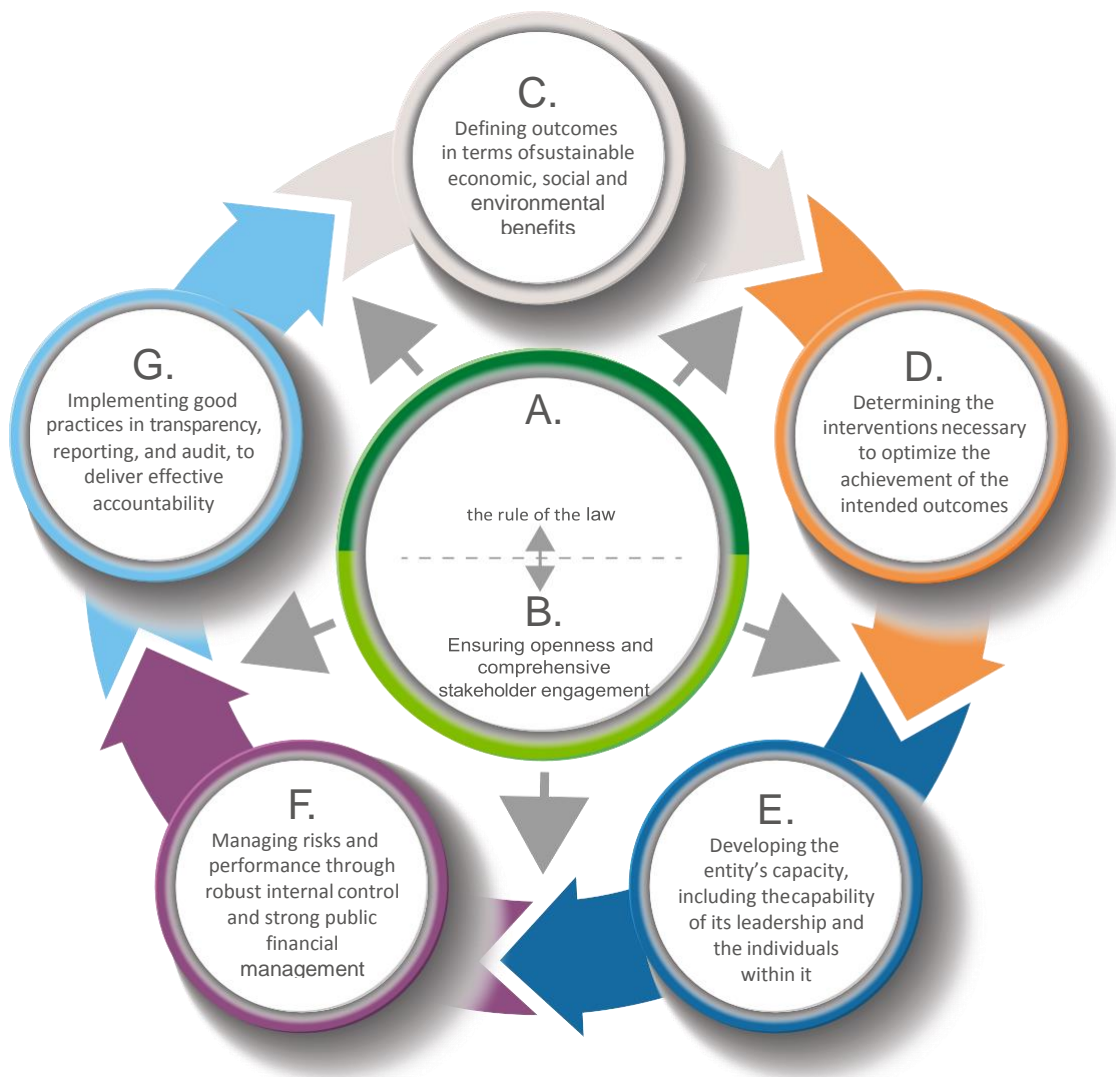 C.
Defining outcomes
in terms ofsustainable
economic, social and
environmental
benefits
G.
Implementing good
practices in transparency,
reporting, and audit, to
deliver effective
accountability
A.
the rule of the law
B.
Ensuring openness and
comprehensive
stakeholder engagement
D.
Determining the
interventions necessary
to optimize the
achievement of the
intended outcomes
F.
Managing risks and
performance through
robust internal control
and strong public
financial
management
E.
Developing the
entity’s capacity,
including thecapability
of its leadership and
the individuals
within it